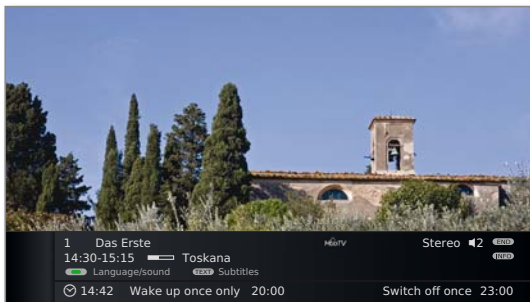 1 Das Erste HbbTV Stereo 2 END
14:30-15:15 Toskana INFO
Language/sound TEXT Subtitles
14:42 Wake up once only 20:00 Switch off once 23:00